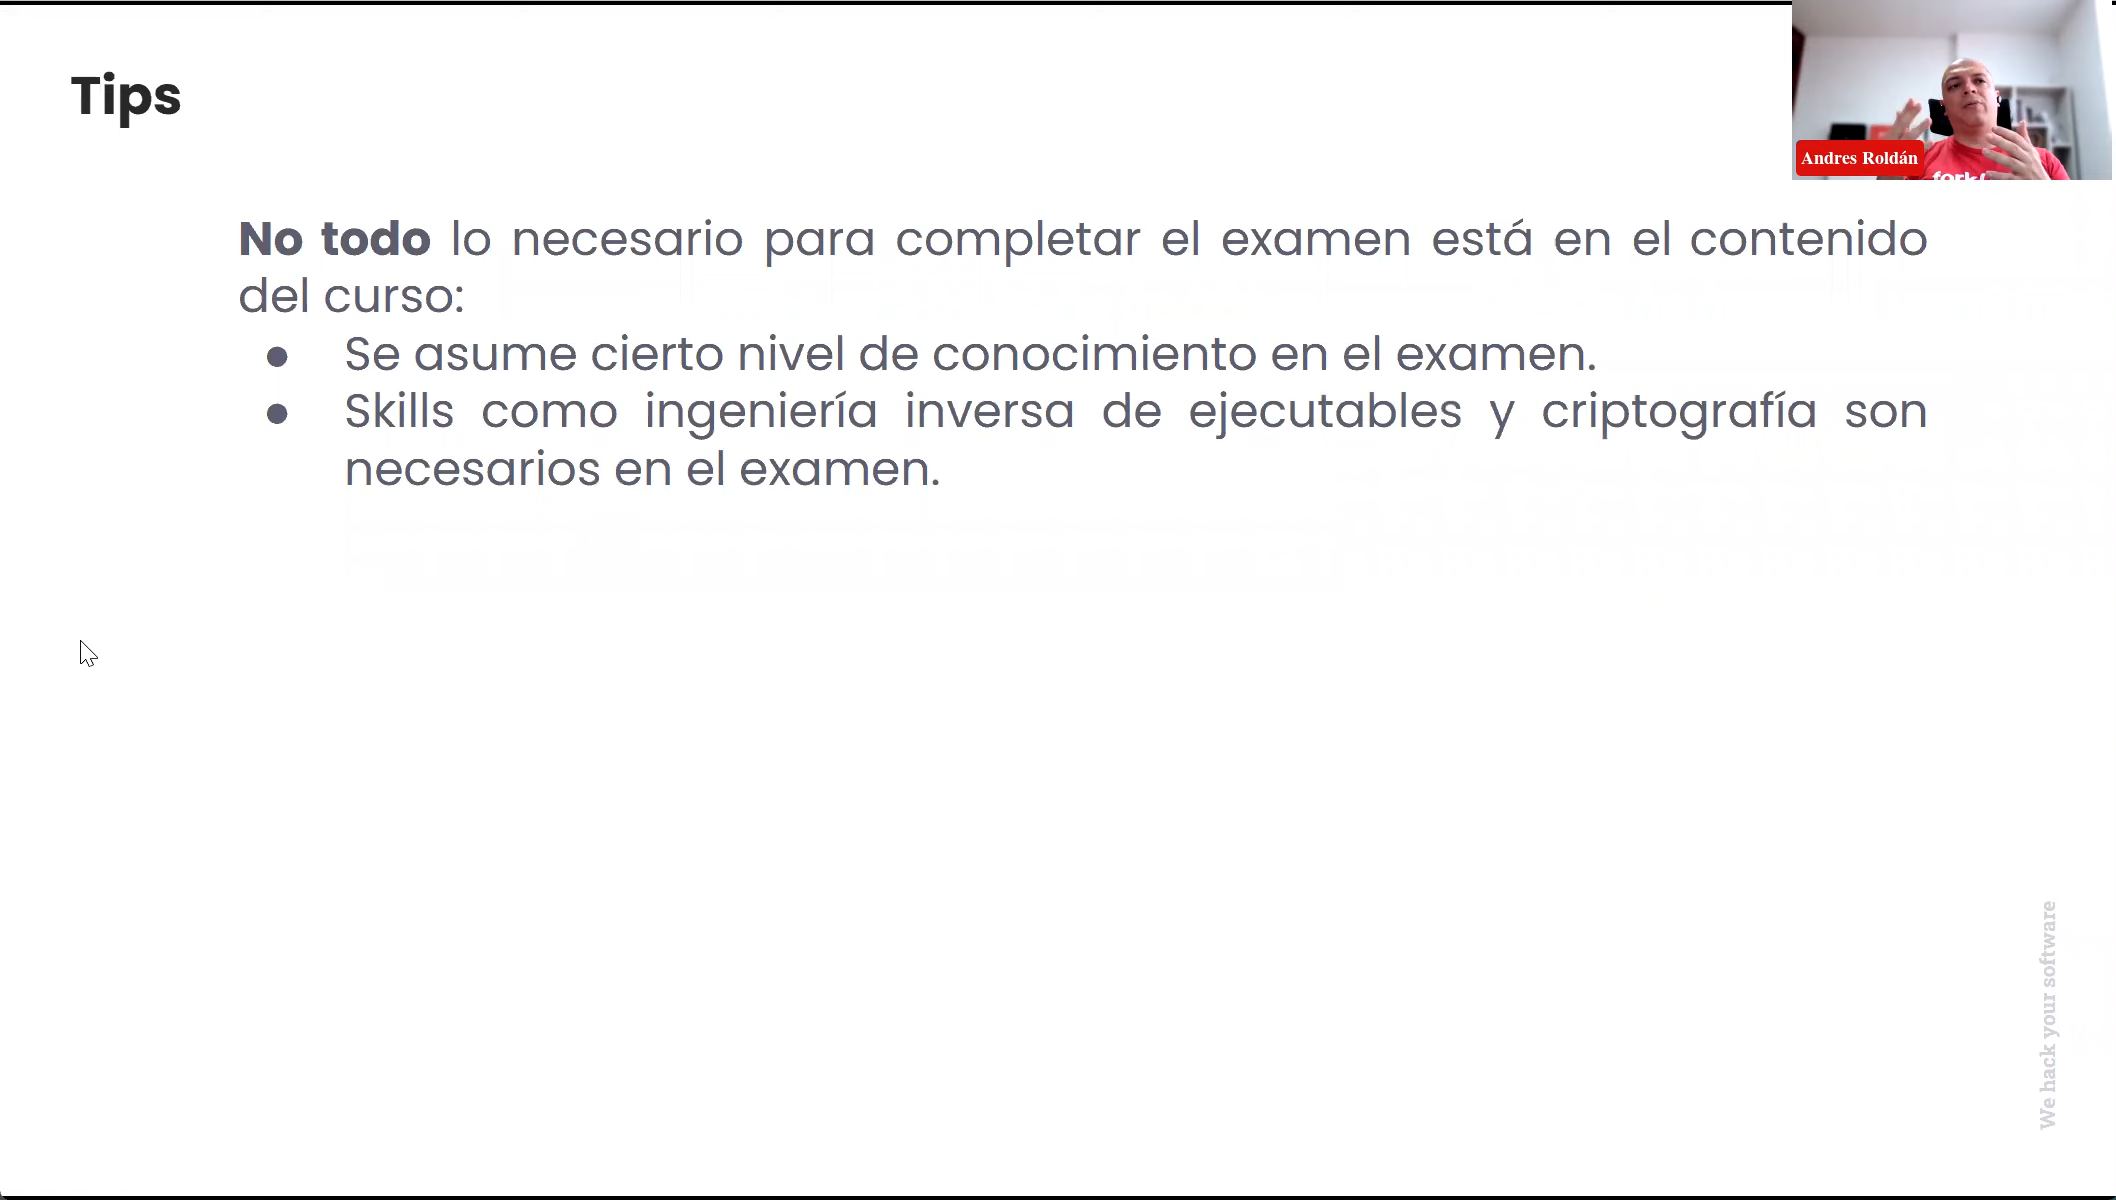 Tips
Andres Roldán
No todo lo necesario para completar el examen está en el contenido
del curso:
● Se asume cierto nivel de conocimiento en el examen.
● Skills como ingeniería inversa de ejecutables y criptografía son
necesarios en el examen.
We hack your software